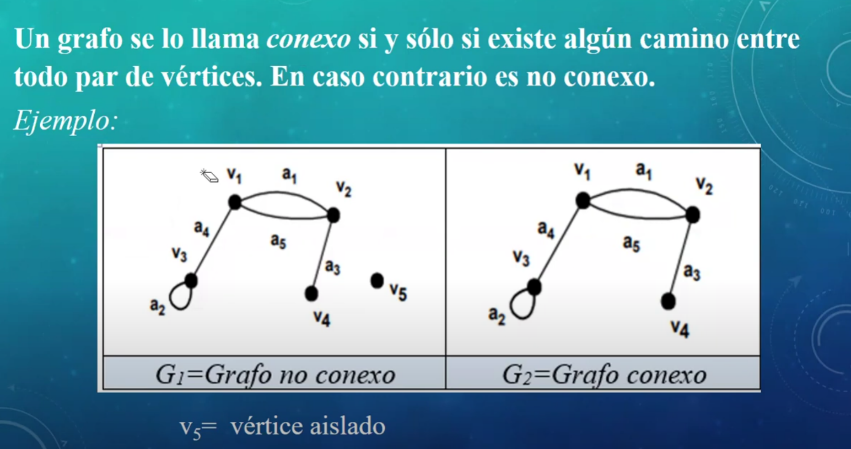 Un grafo se lo llama conexo si y sólo si existe algún camino entre
todo par de vértices. En caso contrario es no conexo.
Ejemplo:
v₁ a₁ v₂
a₄ a₅
v₃ a₃
a₂ v₄ v₅
G₁=Grafo no conexo
v₁ a₁ v₂
a₄ a₅
v₃ a₃
a₂ v₄
G₂=Grafo conexo
v₅= vértice aislado